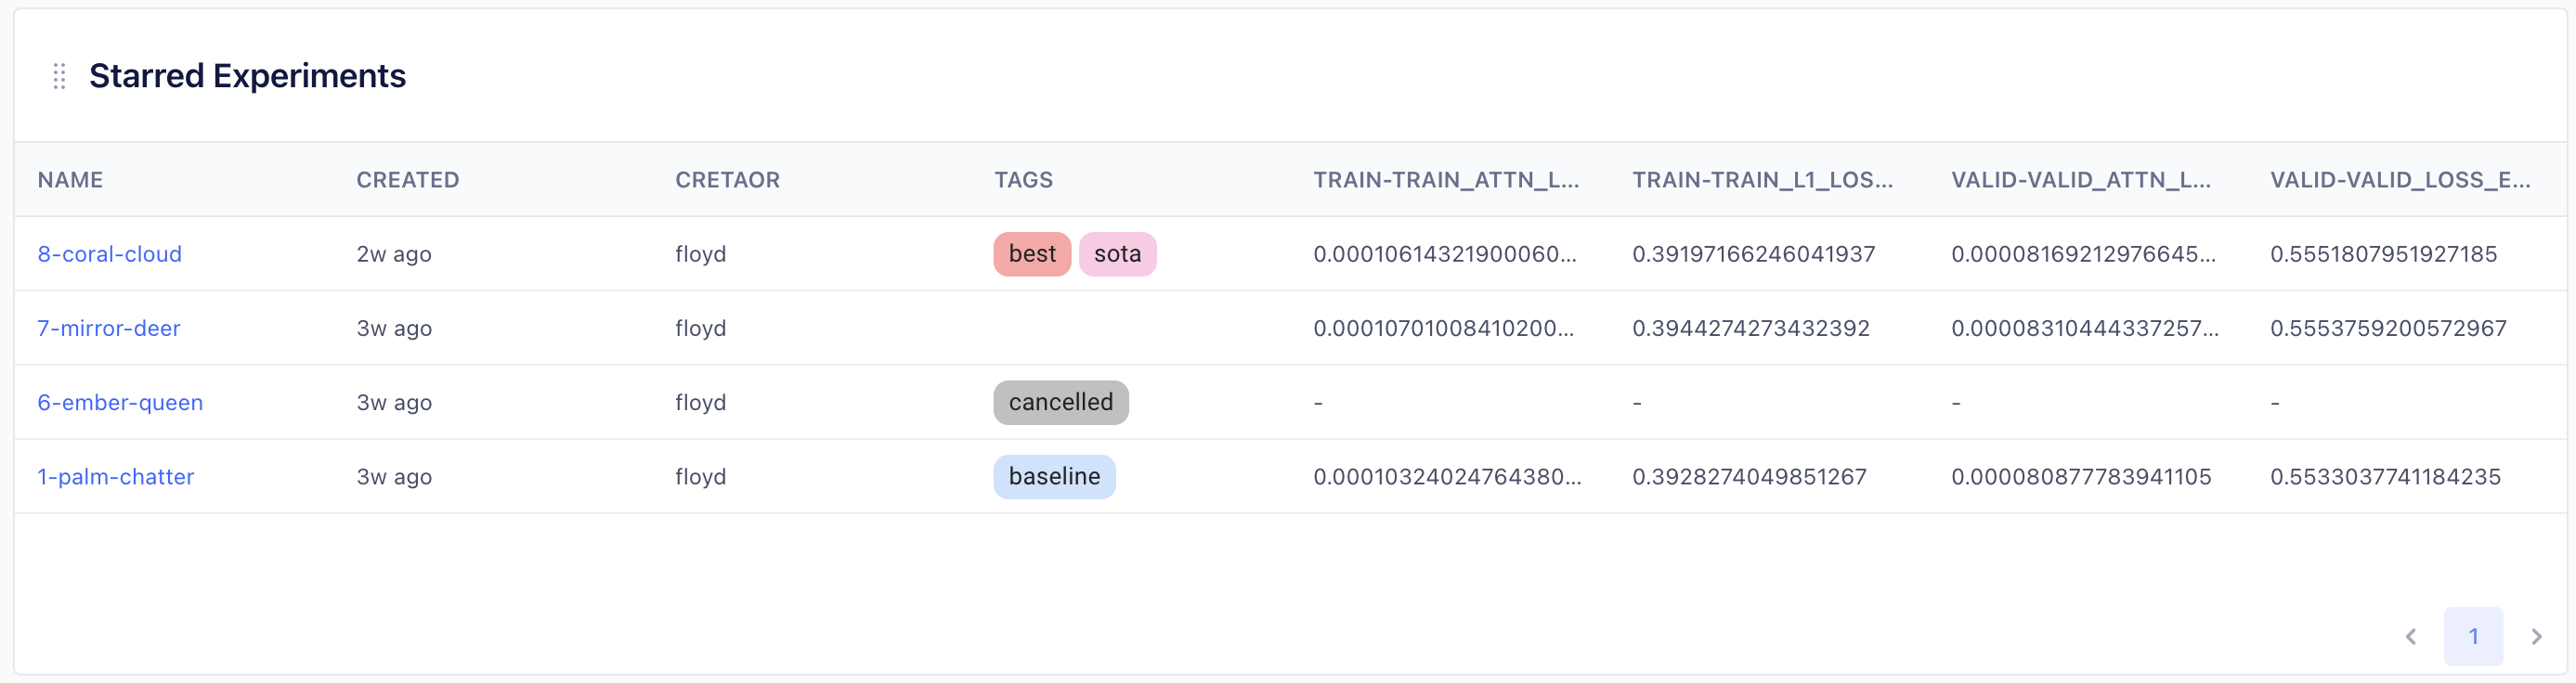 Starred Experiments
NAME CREATED CRETAOR TAGS TRAIN-TRAIN_ATTN_L... TRAIN-TRAIN_L1_LOS... VALID-VALID_ATTN_L... VALID-VALID_LOSS_E...
8-coral-cloud 2w ago floyd best sota 0.00010614321900060... 0.39197166246041937 0.00008169212976645... 0.5551807951927185
7-mirror-deer 3w ago floyd 0.00010701008410200... 0.3944274273432392 0.00008310444337257... 0.5553759200572967
6-ember-queen 3w ago floyd cancelled - - - -
1-palm-chatter 3w ago floyd baseline 0.00010324024764380... 0.3928274049851267 0.000080877783941105 0.5533037741184235
1